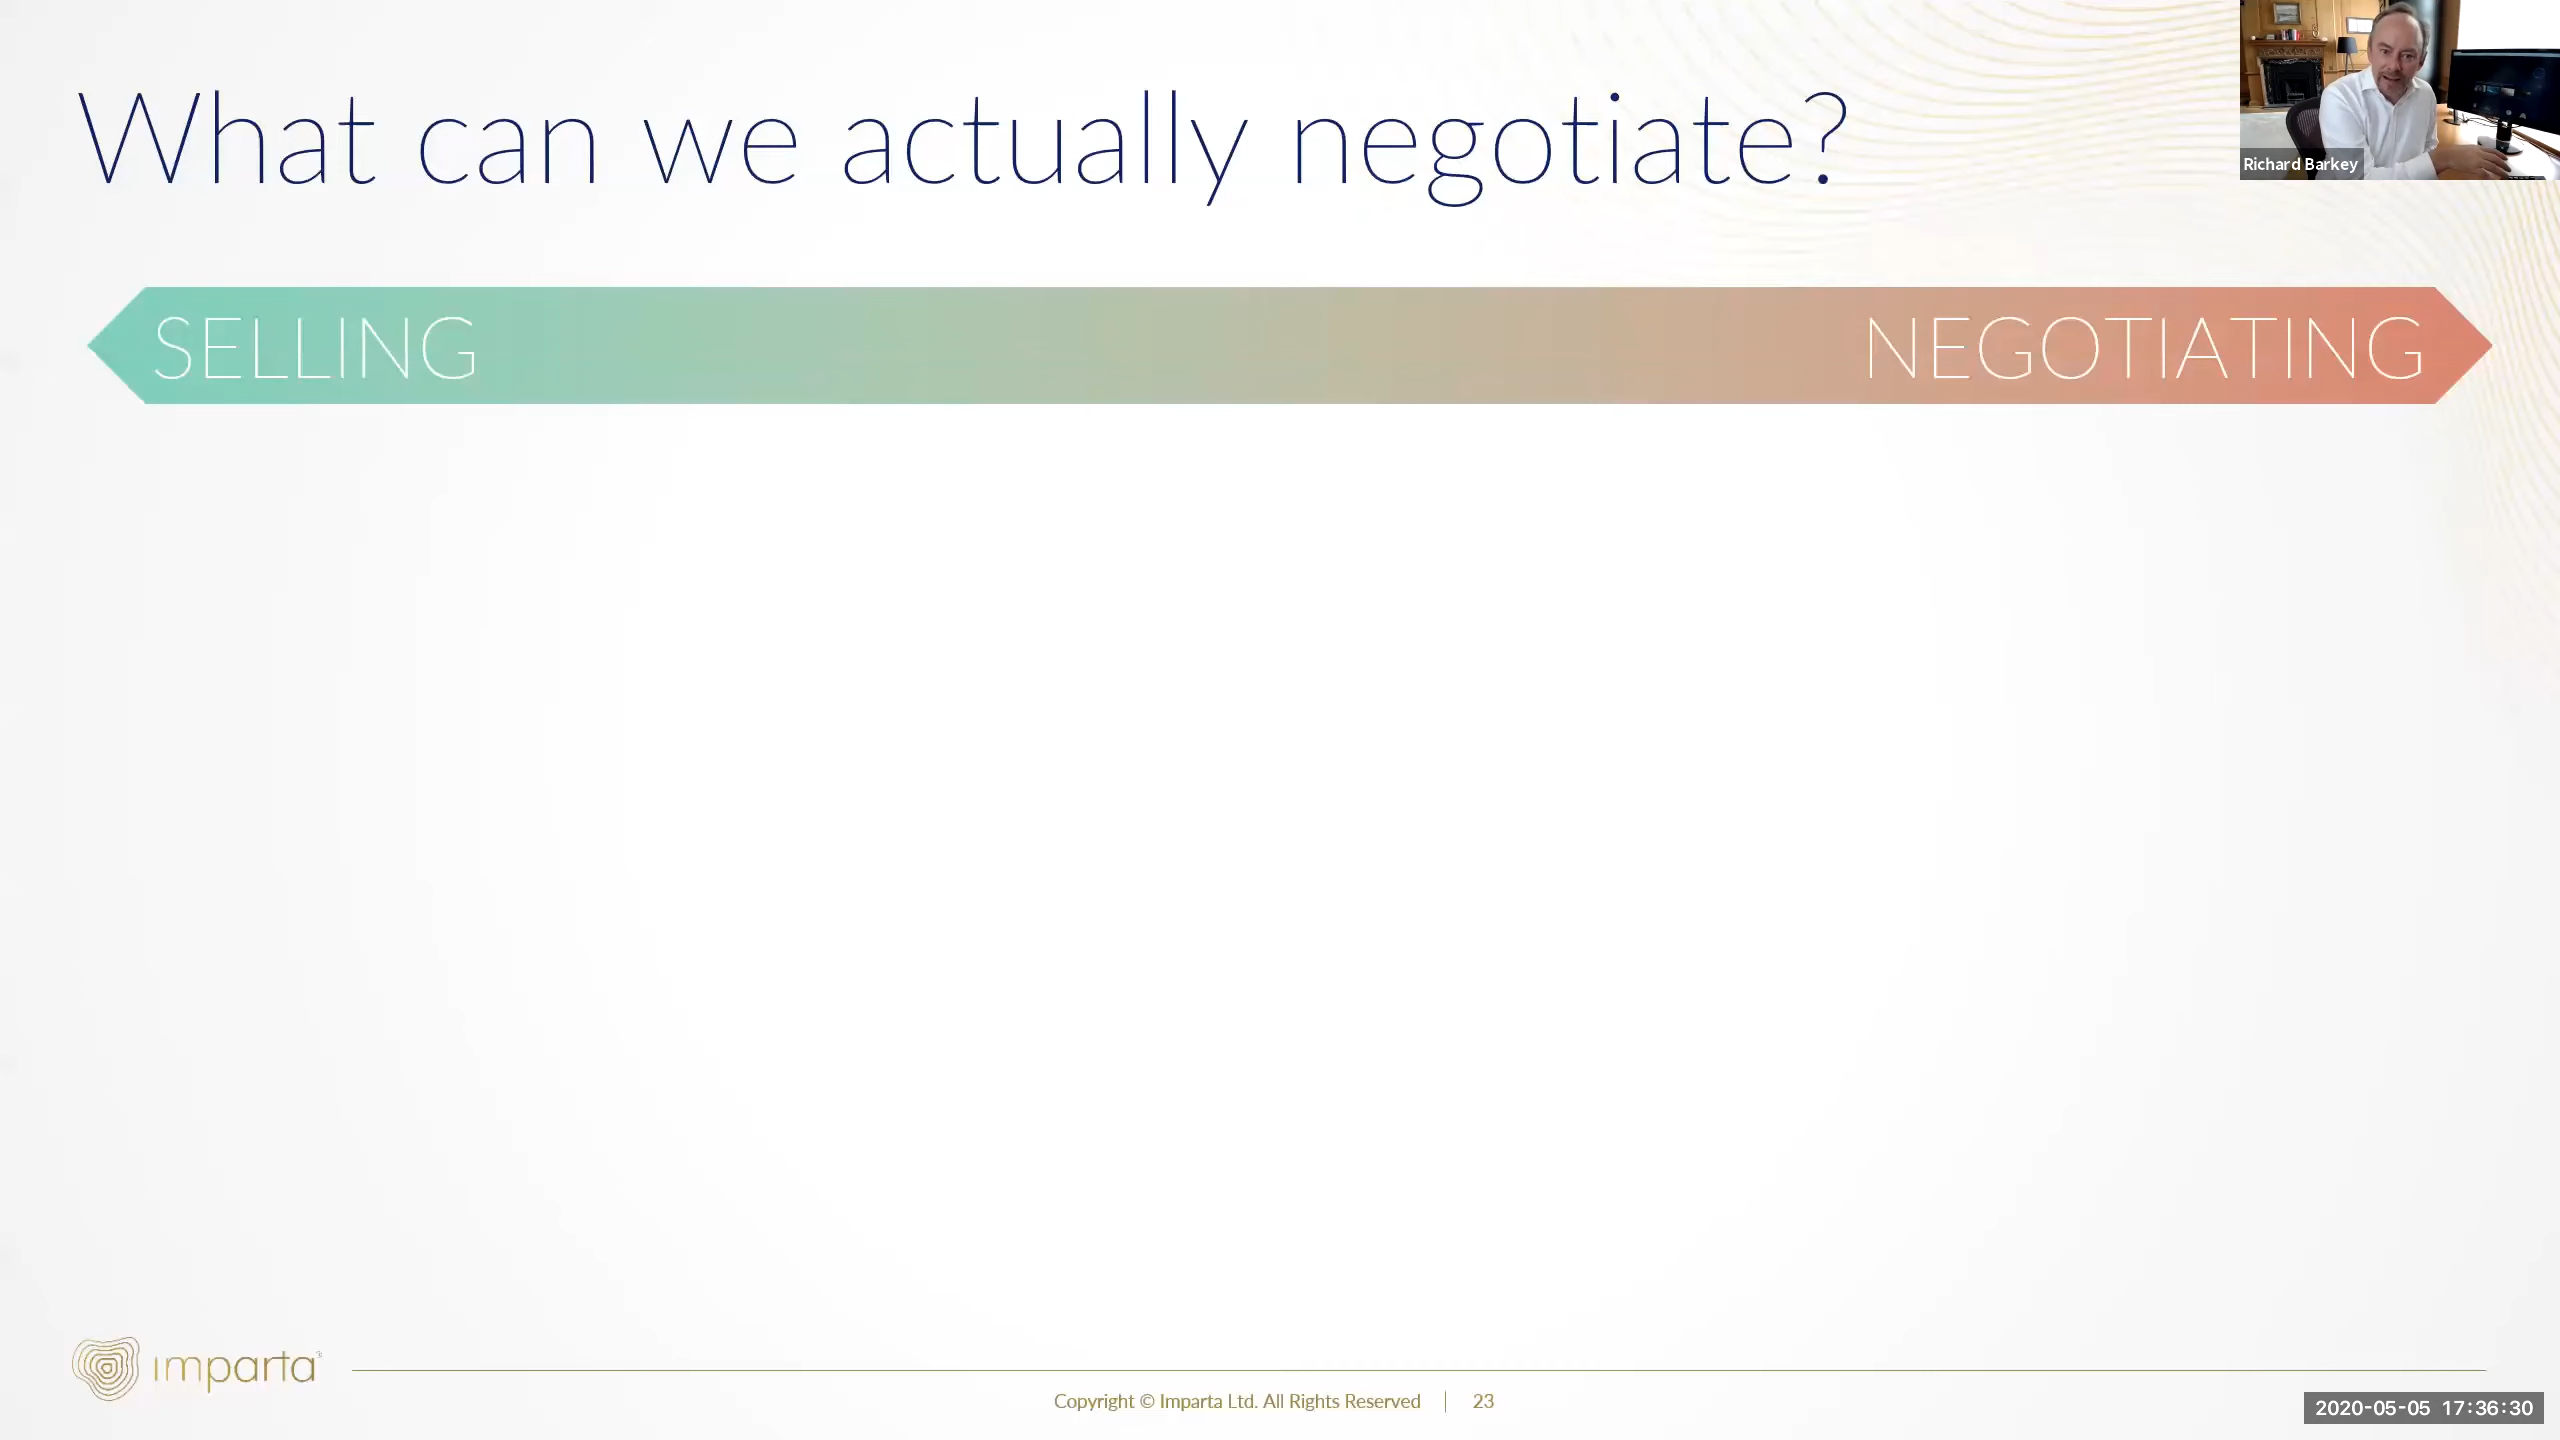 What can we actually negotiate?
Richard Barkey
SELLING
NEGOTIATING
imparta
Copyright © Imparta Ltd. All Rights Reserved | 23
2020-05-05 17:36:30